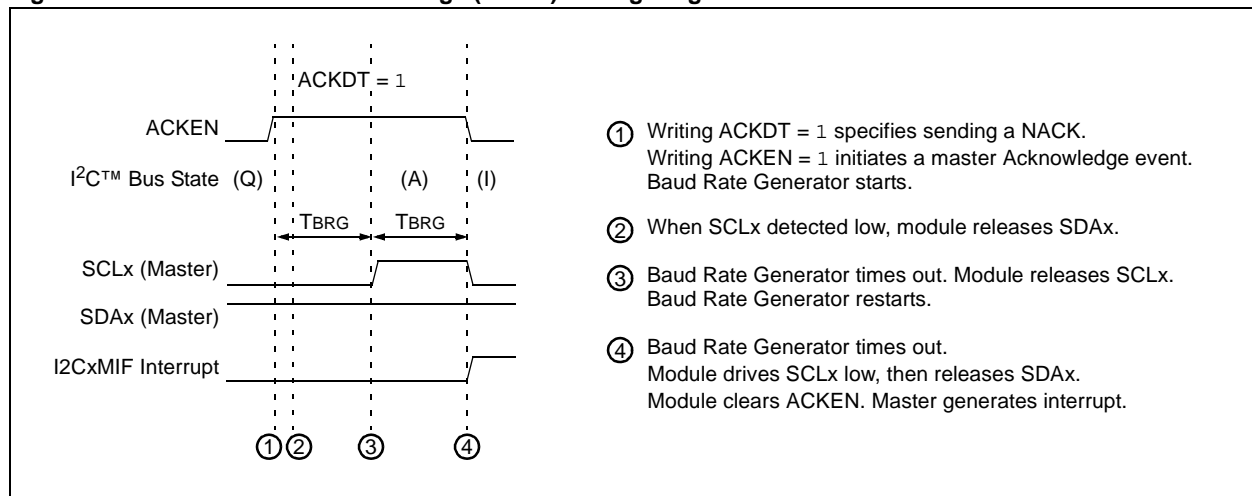 ACKDT = 1
ACKEN
I2C™ Bus State (Q) (A) (I)
TBRG TBRG
SCLx (Master)
SDAx (Master)
I2CxMIF Interrupt
1 2 3 4
1 Writing ACKDT = 1 specifies sending a NACK.
Writing ACKEN = 1 initiates a master Acknowledge event.
Baud Rate Generator starts.
2 When SCLx detected low, module releases SDAx.
3 Baud Rate Generator times out. Module releases SCLx.
Baud Rate Generator restarts.
4 Baud Rate Generator times out.
Module drives SCLx low, then releases SDAx.
Module clears ACKEN. Master generates interrupt.